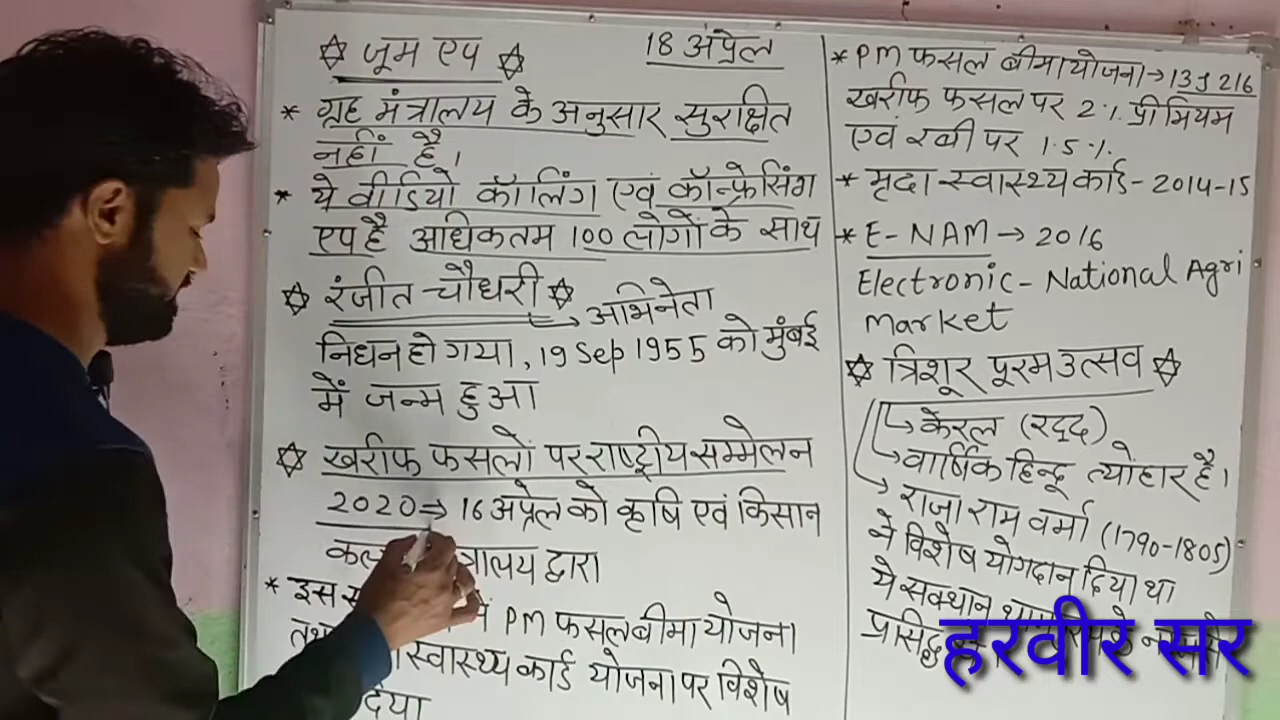 जूम एप
18 अप्रेल
* गृह मंत्रालय के अनुसार सुरक्षित
नहीं है।
* ये वीडियो कॉलिंग एवं कॉन्फ्रेसिंग
एप है अधिकतम 100 लोगों के साथ
रंजीत चौधरी → अभिनेता
निधन हो गया, 19 Sep 1955 को मुंबई
में जन्म हुआ
खरीफ फसलों पर राष्ट्रीय सम्मेलन
2020 ⇒ 16 अप्रेल को कृषि एवं किसान
द्वारा
* इस में PM फसल बीमा योजना
स्वास्थ्य कार्ड योजना पर विशेष
दिया
* PM फसल बीमा योजना → 13 J 216
खरीफ फसल पर 2% प्रीमियम
एवं रबी पर 1.5%
* मृदा स्वास्थ्य कार्ड - 2014-15
* E-NAM → 2016
Electronic - National Agri
Market
त्रिशूर पूरम उत्सव
→ केरल (रद्द)
→ वार्षिक हिन्दू त्योंहार है।
→ राजा राम वर्मा (1790-1805)
ने विशेष योगदान दिया था
ये सक्थान
प्रासिद्ध
हरवीर सर